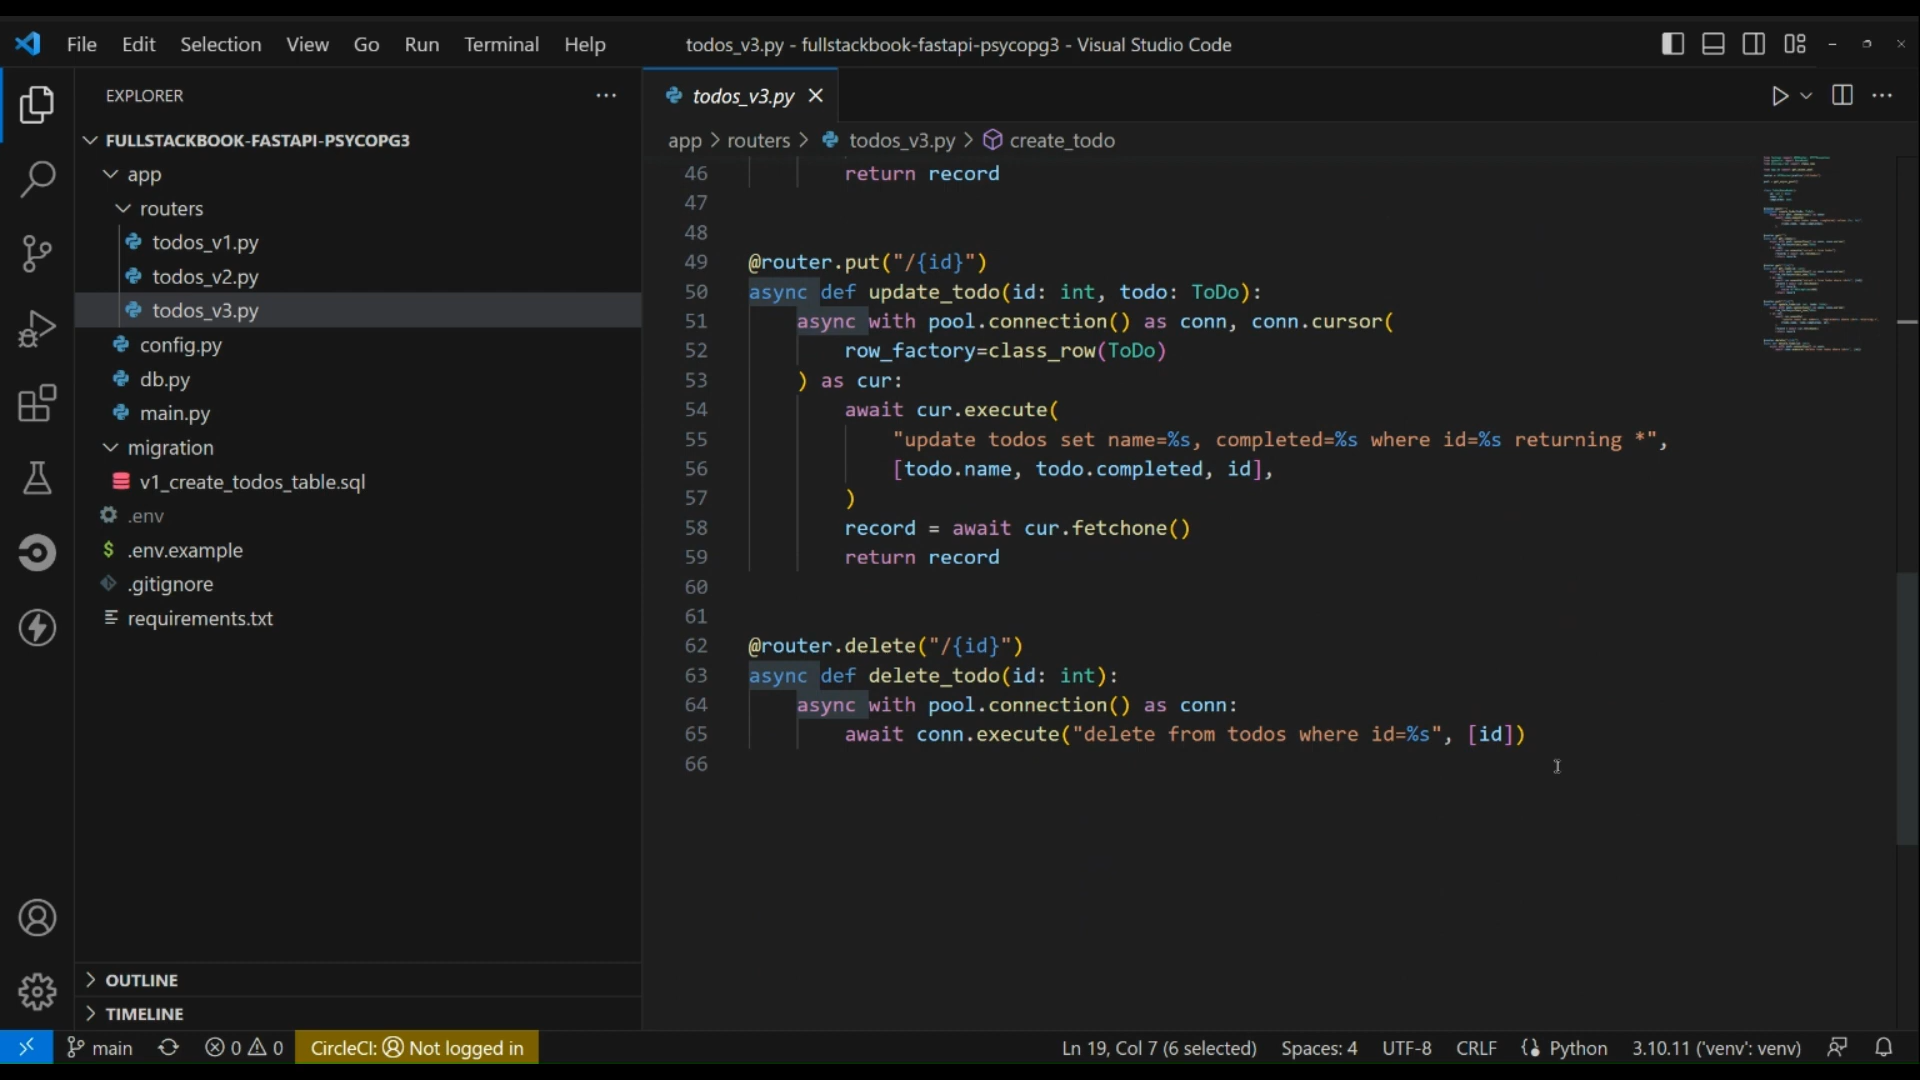 File Edit Selection View Go Run Terminal Help todos_v3.py - fullstackbook-fastapi-psycopg3 - Visual Studio Code
EXPLORER
FULLSTACKBOOK-FASTAPI-PSYCOPG3
app
routers
todos_v1.py
todos_v2.py
todos_v3.py
config.py
db.py
main.py
migration
v1_create_todos_table.sql
.env
.env.example
.gitignore
requirements.txt
OUTLINE
TIMELINE
todos_v3.py
app > routers > todos_v3.py > create_todo
46 return record
47
48
49 @router.put("/{id}")
50 async def update_todo(id: int, todo: ToDo):
51 async with pool.connection() as conn, conn.cursor(
52 row_factory=class_row(ToDo)
53 ) as cur:
54 await cur.execute(
55 "update todos set name=%s, completed=%s where id=%s returning *",
56 [todo.name, todo.completed, id],
57 )
58 record = await cur.fetchone()
59 return record
60
61
62 @router.delete("/{id}")
63 async def delete_todo(id: int):
64 async with pool.connection() as conn:
65 await conn.execute("delete from todos where id=%s", [id])
66
main 0 0 CircleCI: Not logged in Ln 19, Col 7 (6 selected) Spaces: 4 UTF-8 CRLF Python 3.10.11 ('venv': venv)